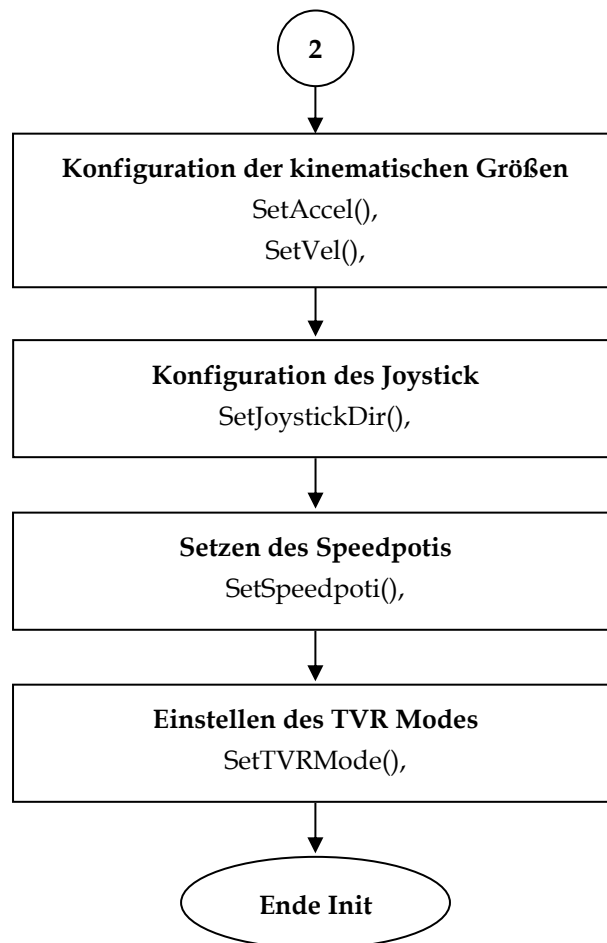 2
Konfiguration der kinematischen Größen
SetAccel(),
SetVel(),
Konfiguration des Joystick
SetJoystickDir(),
Setzen des Speedpotis
SetSpeedpoti(),
Einstellen des TVR Modes
SetTVRMode(),
Ende Init